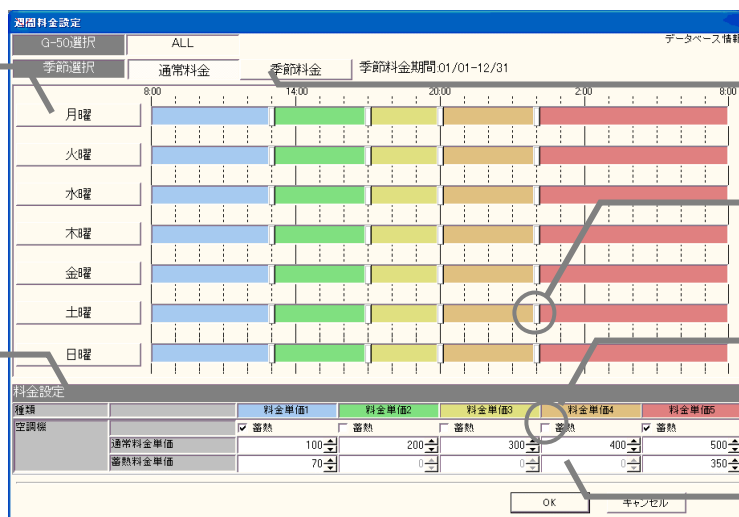 週間料金設定
G-50選択 ALL データベース情報
季節選択 通常料金 季節料金 季節料金期間:01/01-12/31
8:00 14:00 20:00 2:00 8:00
月曜
火曜
水曜
木曜
金曜
土曜
日曜
料金設定
種類 料金単価1 料金単価2 料金単価3 料金単価4 料金単価5
空調機 蓄熱 蓄熱 蓄熱 蓄熱 蓄熱
通常料金単価 100 200 300 400 500
蓄熱料金単価 70 0 0 0 350
OK キャンセル